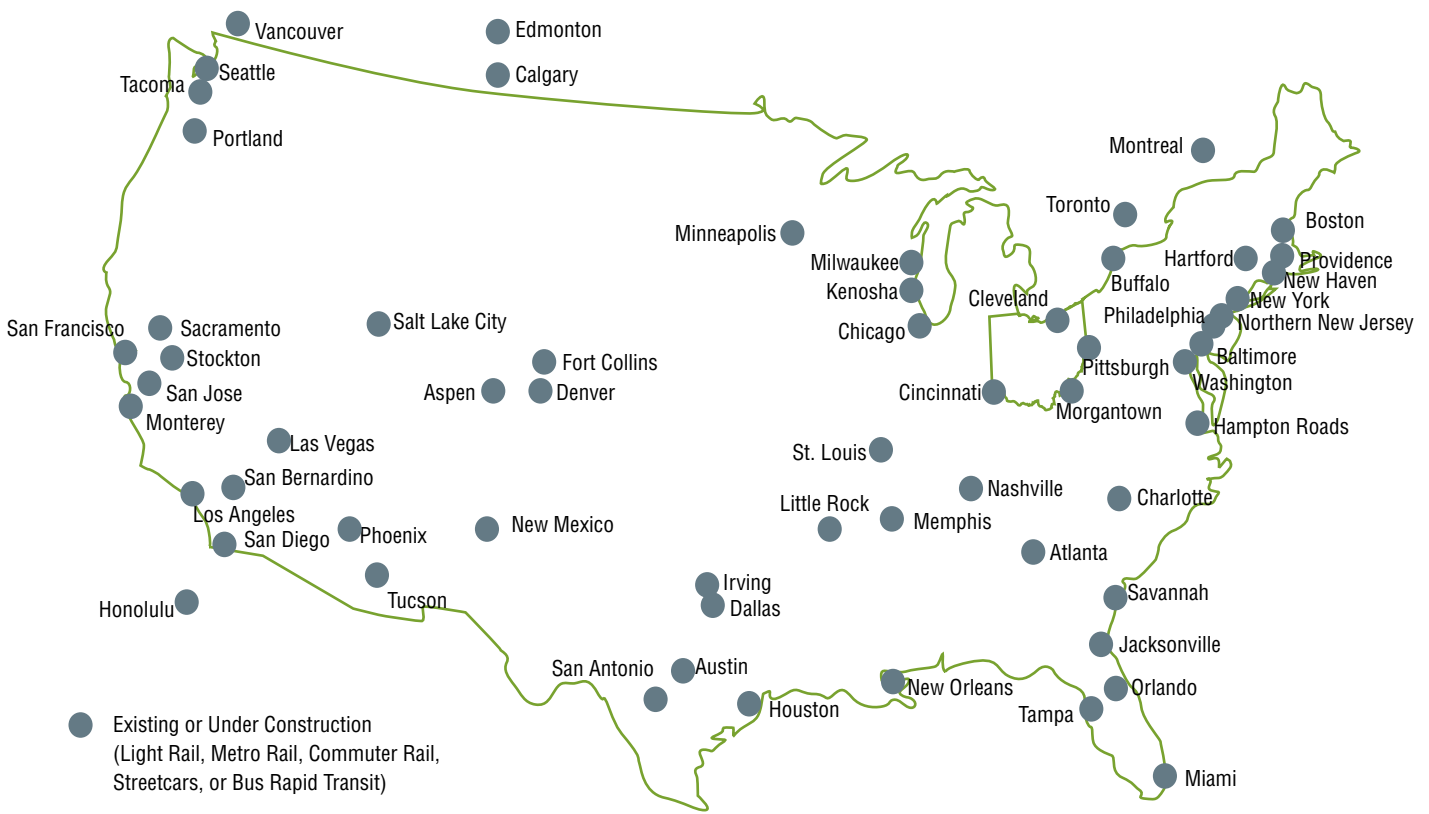 Vancouver
Edmonton
Seattle
Calgary
Tacoma
Portland
Montreal
Toronto
Boston
Minneapolis
Milwaukee
Hartford
Providence
Buffalo
New Haven
Kenosha
Cleveland
New York
Philadelphia
Northern New Jersey
San Francisco
Sacramento
Salt Lake City
Chicago
Stockton
Fort Collins
Baltimore
Pittsburgh
Washington
San Jose
Aspen
Denver
Cincinnati
Morgantown
Monterey
Hampton Roads
Las Vegas
St. Louis
San Bernardino
Nashville
Charlotte
Little Rock
Los Angeles
New Mexico
Memphis
San Diego
Phoenix
Atlanta
Irving
Savannah
Tucson
Honolulu
Dallas
Jacksonville
San Antonio
Austin
New Orleans
Orlando
Houston
Tampa
Miami
Existing or Under Construction
(Light Rail, Metro Rail, Commuter Rail,
Streetcars, or Bus Rapid Transit)